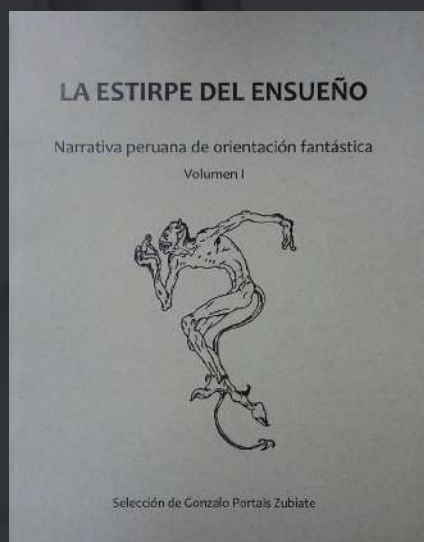 LA ESTIRPE DEL ENSUEÑO
Narrativa peruana de orientación fantástica
Volumen I
Selección de Gonzalo Portals Zubiate